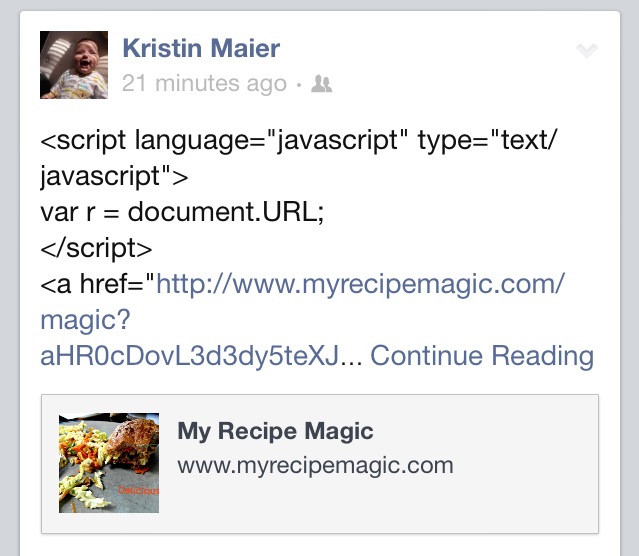 Kristin Maier
21 minutes ago ·
<script language="javascript" type="text/
javascript">
var r = document.URL;
</script>
<a href="http://www.myrecipemagic.com/
magic?
aHR0cDovL3d3dy5teXJ... Continue Reading
My Recipe Magic
www.myrecipemagic.com
Delicious